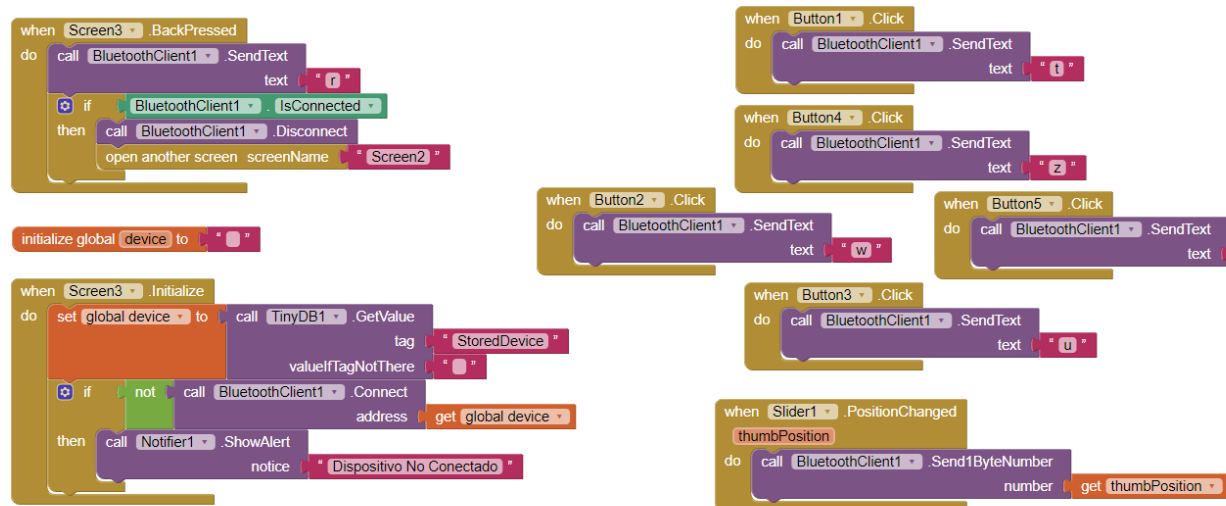 when Screen3 .BackPressed
do call BluetoothClient1 .SendText
text " r "
if BluetoothClient1 . IsConnected
then call BluetoothClient1 .Disconnect
open another screen screenName " Screen2 "
initialize global device to " "
when Screen3 .Initialize
do set global device to call TinyDB1 .GetValue
tag " StoredDevice "
valueIfTagNotThere " "
if not call BluetoothClient1 .Connect
address get global device
then call Notifier1 .ShowAlert
notice " Dispositivo No Conectado "
when Button1 .Click
do call BluetoothClient1 .SendText
text " t "
when Button4 .Click
do call BluetoothClient1 .SendText
text " z "
when Button2 .Click
do call BluetoothClient1 .SendText
text " w "
when Button5 .Click
do call BluetoothClient1 .SendText
text
when Button3 .Click
do call BluetoothClient1 .SendText
text " u "
when Slider1 .PositionChanged
thumbPosition
do call BluetoothClient1 .Send1ByteNumber
number get thumbPosition